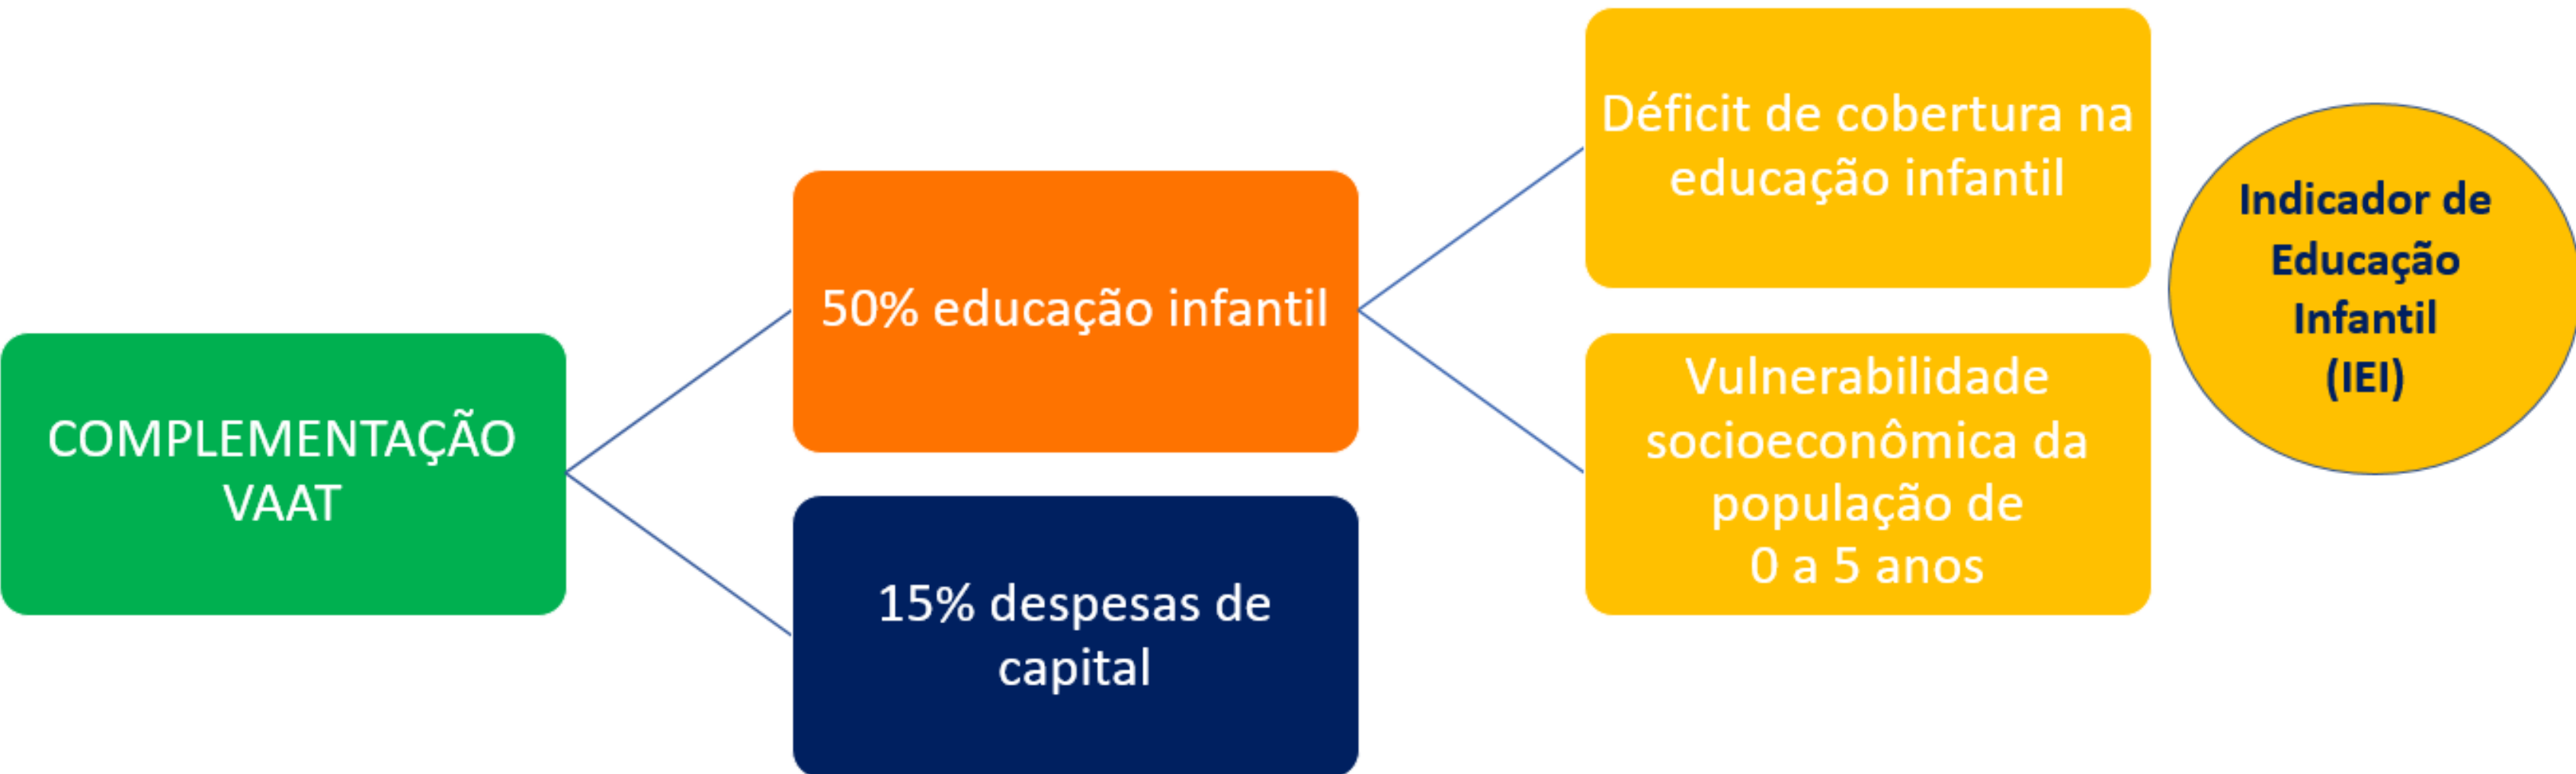 COMPLEMENTAÇÃO
VAAT
50% educação infantil
15% despesas de
capital
Déficit de cobertura na
educação infantil
Vulnerabilidade
socioeconômica da
população de
0 a 5 anos
Indicador de
Educação
Infantil
(IEI)